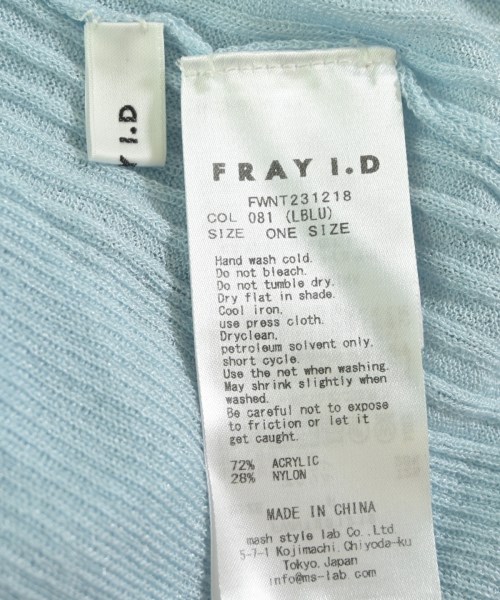 Y I.D
FRAY I.D
FWNT231218
COL 081 (LBLU)
SIZE ONE SIZE
Hand wash cold.
Do not bleach.
Do not tumble dry.
Dry flat in shade.
Cool iron.
use press cloth.
Dryclean,
petroleum solvent only.
short cycle.
Use the net when washing.
May shrink slightly when
washed.
Be careful not to expose
to friction or let it
get caught.
72% ACRYLIC
28% NYLON
MADE IN CHINA
mash style lab Co.,Ltd.
5-7-1 Kojimachi, Chiyoda-ku
Tokyo, Japan
info@ms-lab.com